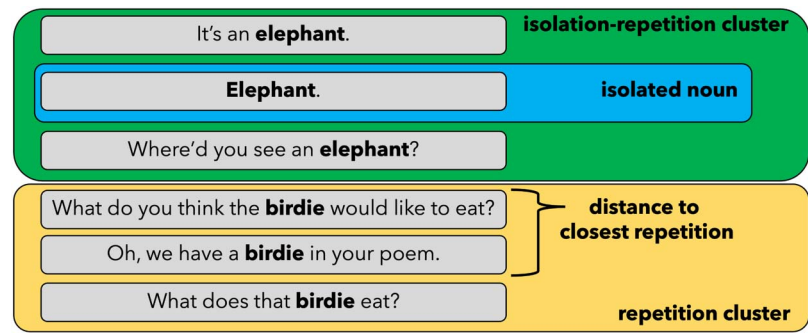 It's an elephant.
isolation-repetition cluster
Elephant.
isolated noun
Where'd you see an elephant?
What do you think the birdie would like to eat?
distance to
closest repetition
Oh, we have a birdie in your poem.
What does that birdie eat?
repetition cluster